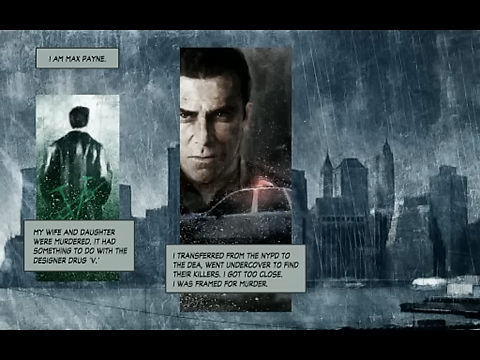 I AM MAX PAYNE.
MY WIFE AND DAUGHTER
WERE MURDERED. IT HAD
SOMETHING TO DO WITH THE
DESIGNER DRUG 'V.'
I TRANSFERRED FROM THE NYPD TO
THE DEA, WENT UNDERCOVER TO FIND
THEIR KILLERS. I GOT TOO CLOSE.
I WAS FRAMED FOR MURDER.